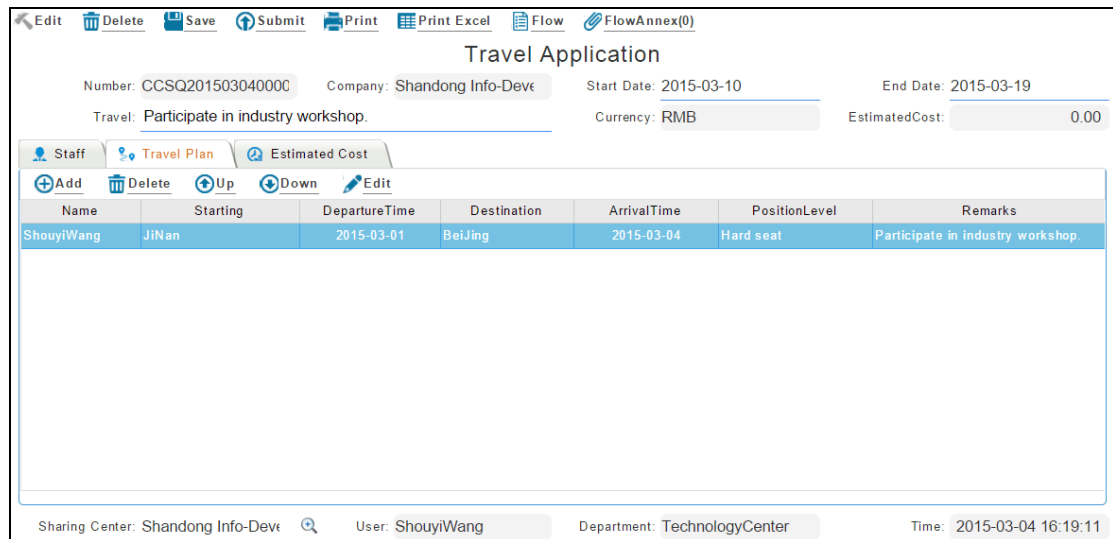 Edit Delete Save Submit Print Print Excel Flow FlowAnnex(0)
Travel Application
Number: CCSQ201503040000 Company: Shandong Info-Deve Start Date: 2015-03-10 End Date: 2015-03-19
Travel: Participate in industry workshop. Currency: RMB EstimatedCost: 0.00
Staff Travel Plan Estimated Cost
Add Delete Up Down Edit
Name Starting DepartureTime Destination ArrivalTime PositionLevel Remarks
ShouyiWang JiNan 2015-03-01 BeiJing 2015-03-04 Hard seat Participate in industry workshop.
Sharing Center: Shandong Info-Deve User: ShouyiWang Department: TechnologyCenter Time: 2015-03-04 16:19:11